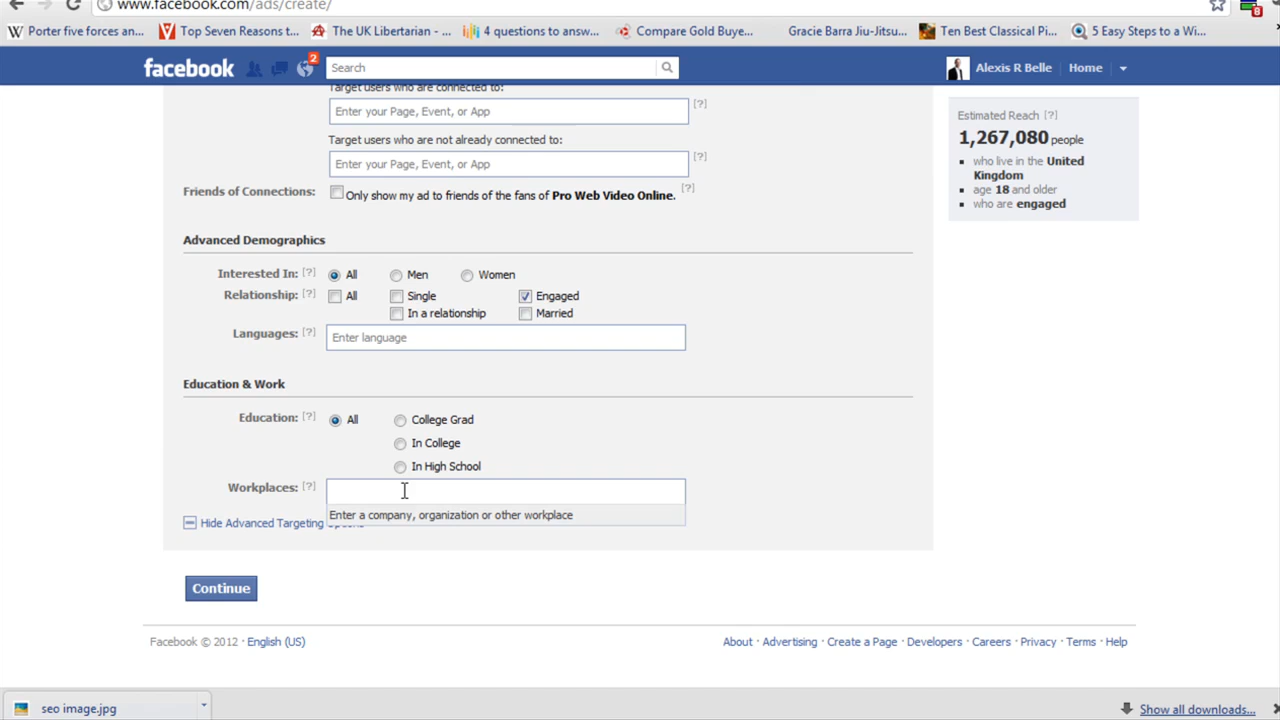 www.facebook.com/ads/create/
8
Porter five forces an... Top Seven Reasons t... The UK Libertarian - ... 4 questions to answ... Compare Gold Buye... Gracie Barra Jiu-Jitsu... Ten Best Classical Pi... 5 Easy Steps to a Wi...
facebook 2 Search Alexis R Belle Home
Target users who are connected to:
Enter your Page, Event, or App [?]
Target users who are not already connected to:
Enter your Page, Event, or App [?]
Friends of Connections: Only show my ad to friends of the fans of Pro Web Video Online. [?]
Advanced Demographics
Interested In: [?] All Men Women
Relationship: [?] All Single Engaged
In a relationship Married
Languages: [?] Enter language
Education & Work
Education: [?] All College Grad
In College
In High School
Workplaces: [?]
Enter a company, organization or other workplace
Hide Advanced Targeting Options
Continue
Estimated Reach [?]
1,267,080 people
who live in the United
Kingdom
age 18 and older
who are engaged
Facebook © 2012 · English (US) About · Advertising · Create a Page · Developers · Careers · Privacy · Terms · Help
seo image.jpg Show all downloads...